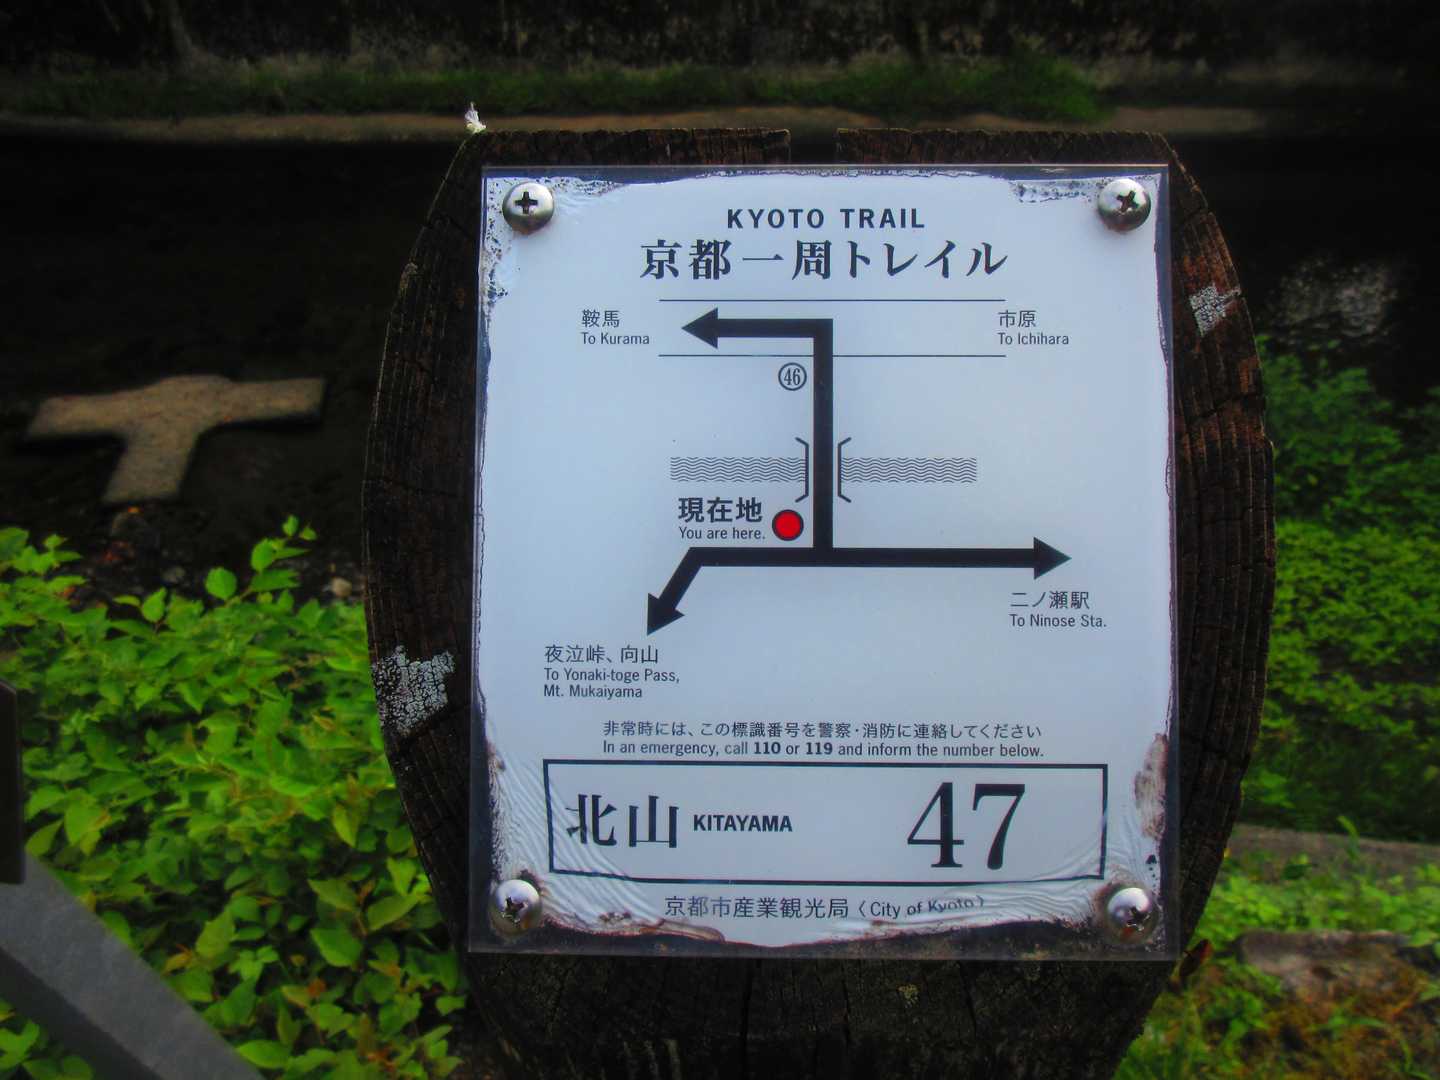 KYOTO TRAIL
京都一周トレイル
鞍馬
To Kurama
市原
To Ichihara
46
現在地
You are here.
二ノ瀬駅
To Ninose Sta.
夜泣峠、向山
To Yonaki-toge Pass,
Mt. Mukaiyama
非常時には、この標識番号を警察・消防に連絡してください
In an emergency, call 110 or 119 and inform the number below.
北山 KITAYAMA 47
京都市産業観光局〈City of Kyoto〉